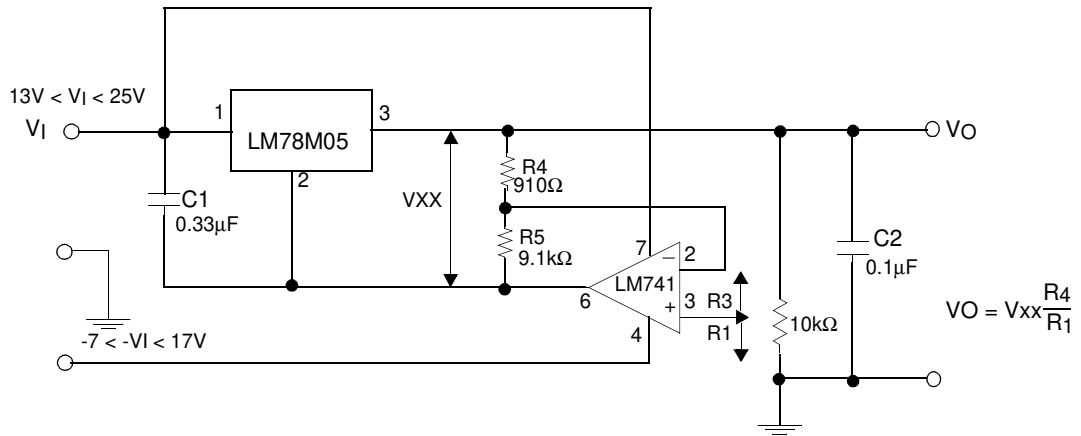 13V < VI < 25V
VI
1
LM78M05
3
2
C1
0.33µF
VXX
R4
910Ω
R5
9.1kΩ
7
–
2
LM741
6
+
3
4
R3
R1
10kΩ
C2
0.1µF
VO
VO = Vxx R4/R1
-7 < -VI < 17V